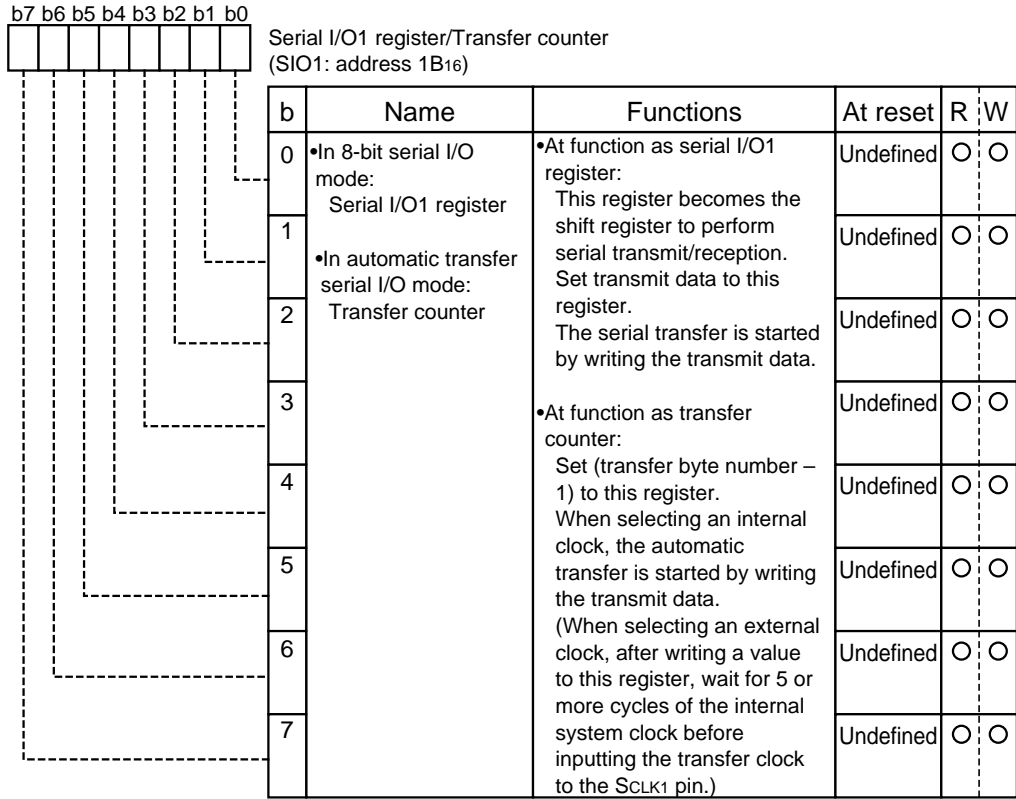 b7 b6 b5 b4 b3 b2 b1 b0
Serial I/O1 register/Transfer counter
(SIO1: address 1B16)
b Name Functions At reset R W
0
•In 8-bit serial I/O
mode:
Serial I/O1 register
•In automatic transfer
serial I/O mode:
Transfer counter
•At function as serial I/O1
register:
This register becomes the
shift register to perform
serial transmit/reception.
Set transmit data to this
register.
The serial transfer is started
by writing the transmit data.
•At function as transfer
counter:
Set (transfer byte number –
1) to this register.
When selecting an internal
clock, the automatic
transfer is started by writing
the transmit data.
(When selecting an external
clock, after writing a value
to this register, wait for 5 or
more cycles of the internal
system clock before
inputting the transfer clock
to the SCLK1 pin.)
Undefined ○ ○
1 Undefined ○ ○
2 Undefined ○ ○
3 Undefined ○ ○
4 Undefined ○ ○
5 Undefined ○ ○
6 Undefined ○ ○
7 Undefined ○ ○